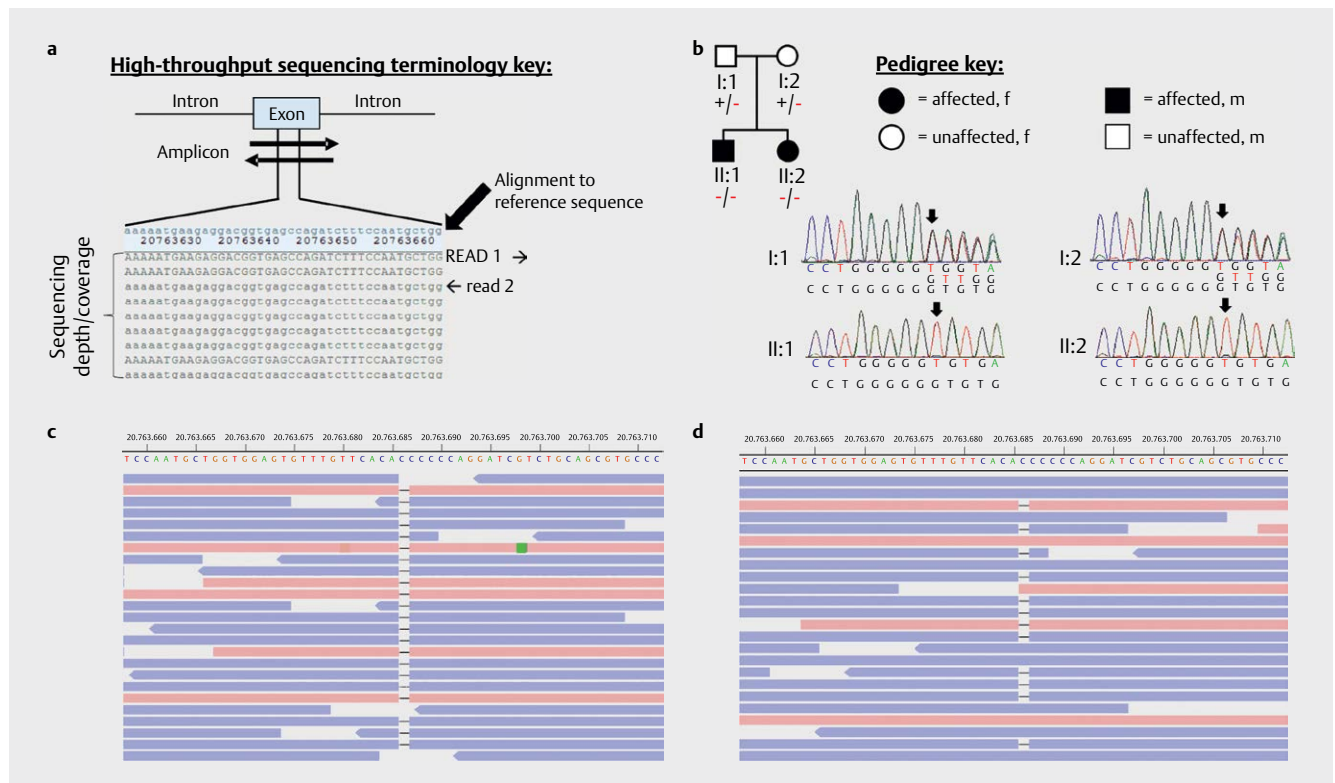 a
High-throughput sequencing terminology key:
Intron
Exon
Intron
Amplicon
Alignment to
reference sequence
aaaaatgaagaggacggtgagccagatctttccaatgctgg
20763630 20763640 20763650 20763660
AAAAATGAAGAGGACGGTGAGCCAGATCTTTCCAATGCTGG READ 1 →
AAAAATGAAGAGGACGGTGAGCCAGATCTTTCCAATGCTGG
aaaaatgaagaggacggtgagccagatctttccaatgctgg ← read 2
aaaaatgaagaggacggtgagccagatctttccaatgctgg
aaaaatgaagaggacggtgagccagatctttccaatgctgg
aaaaatgaagaggacggtgagccagatctttccaatgctgg
aaaaatgaagaggacggtgagccagatctttccaatgctgg
AAAAATGAAGAGGACGGTGAGCCAGATCTTTCCAATGCTGG
aaaaatgaagaggacggtgagccagatctttccaatgctgg
Sequencing
depth/coverage
b
I:1
+/-
I:2
+/-
II:1
-/-
II:2
-/-
Pedigree key:
= affected, f
= affected, m
= unaffected, f
= unaffected, m
I:1
C C T G G G G G T G G T A
G T T G G
C C T G G G G G G T G T G
I:2
C C T G G G G G T G G T A
G T T G G
C C T G G G G G G T G T G
II:1
C C T G G G G G T G T G A
C C T G G G G G G T G T G
II:2
C C T G G G G G T G T G A
C C T G G G G G G T G T G
c
20.763.660 20.763.665 20.763.670 20.763.675 20.763.680 20.763.685 20.763.690 20.763.695 20.763.700 20.763.705 20.763.710
T C C A A T G C T G G T G G A G T G T T T G T T C A C A C C C C C C A G G A T C G T C T G C A G C G T G C C C
d
20.763.660 20.763.665 20.763.670 20.763.675 20.763.680 20.763.685 20.763.690 20.763.695 20.763.700 20.763.705 20.763.710
T C C A A T G C T G G T G G A G T G T T T G T T C A C A C C C C C C A G G A T C G T C T G C A G C G T G C C C